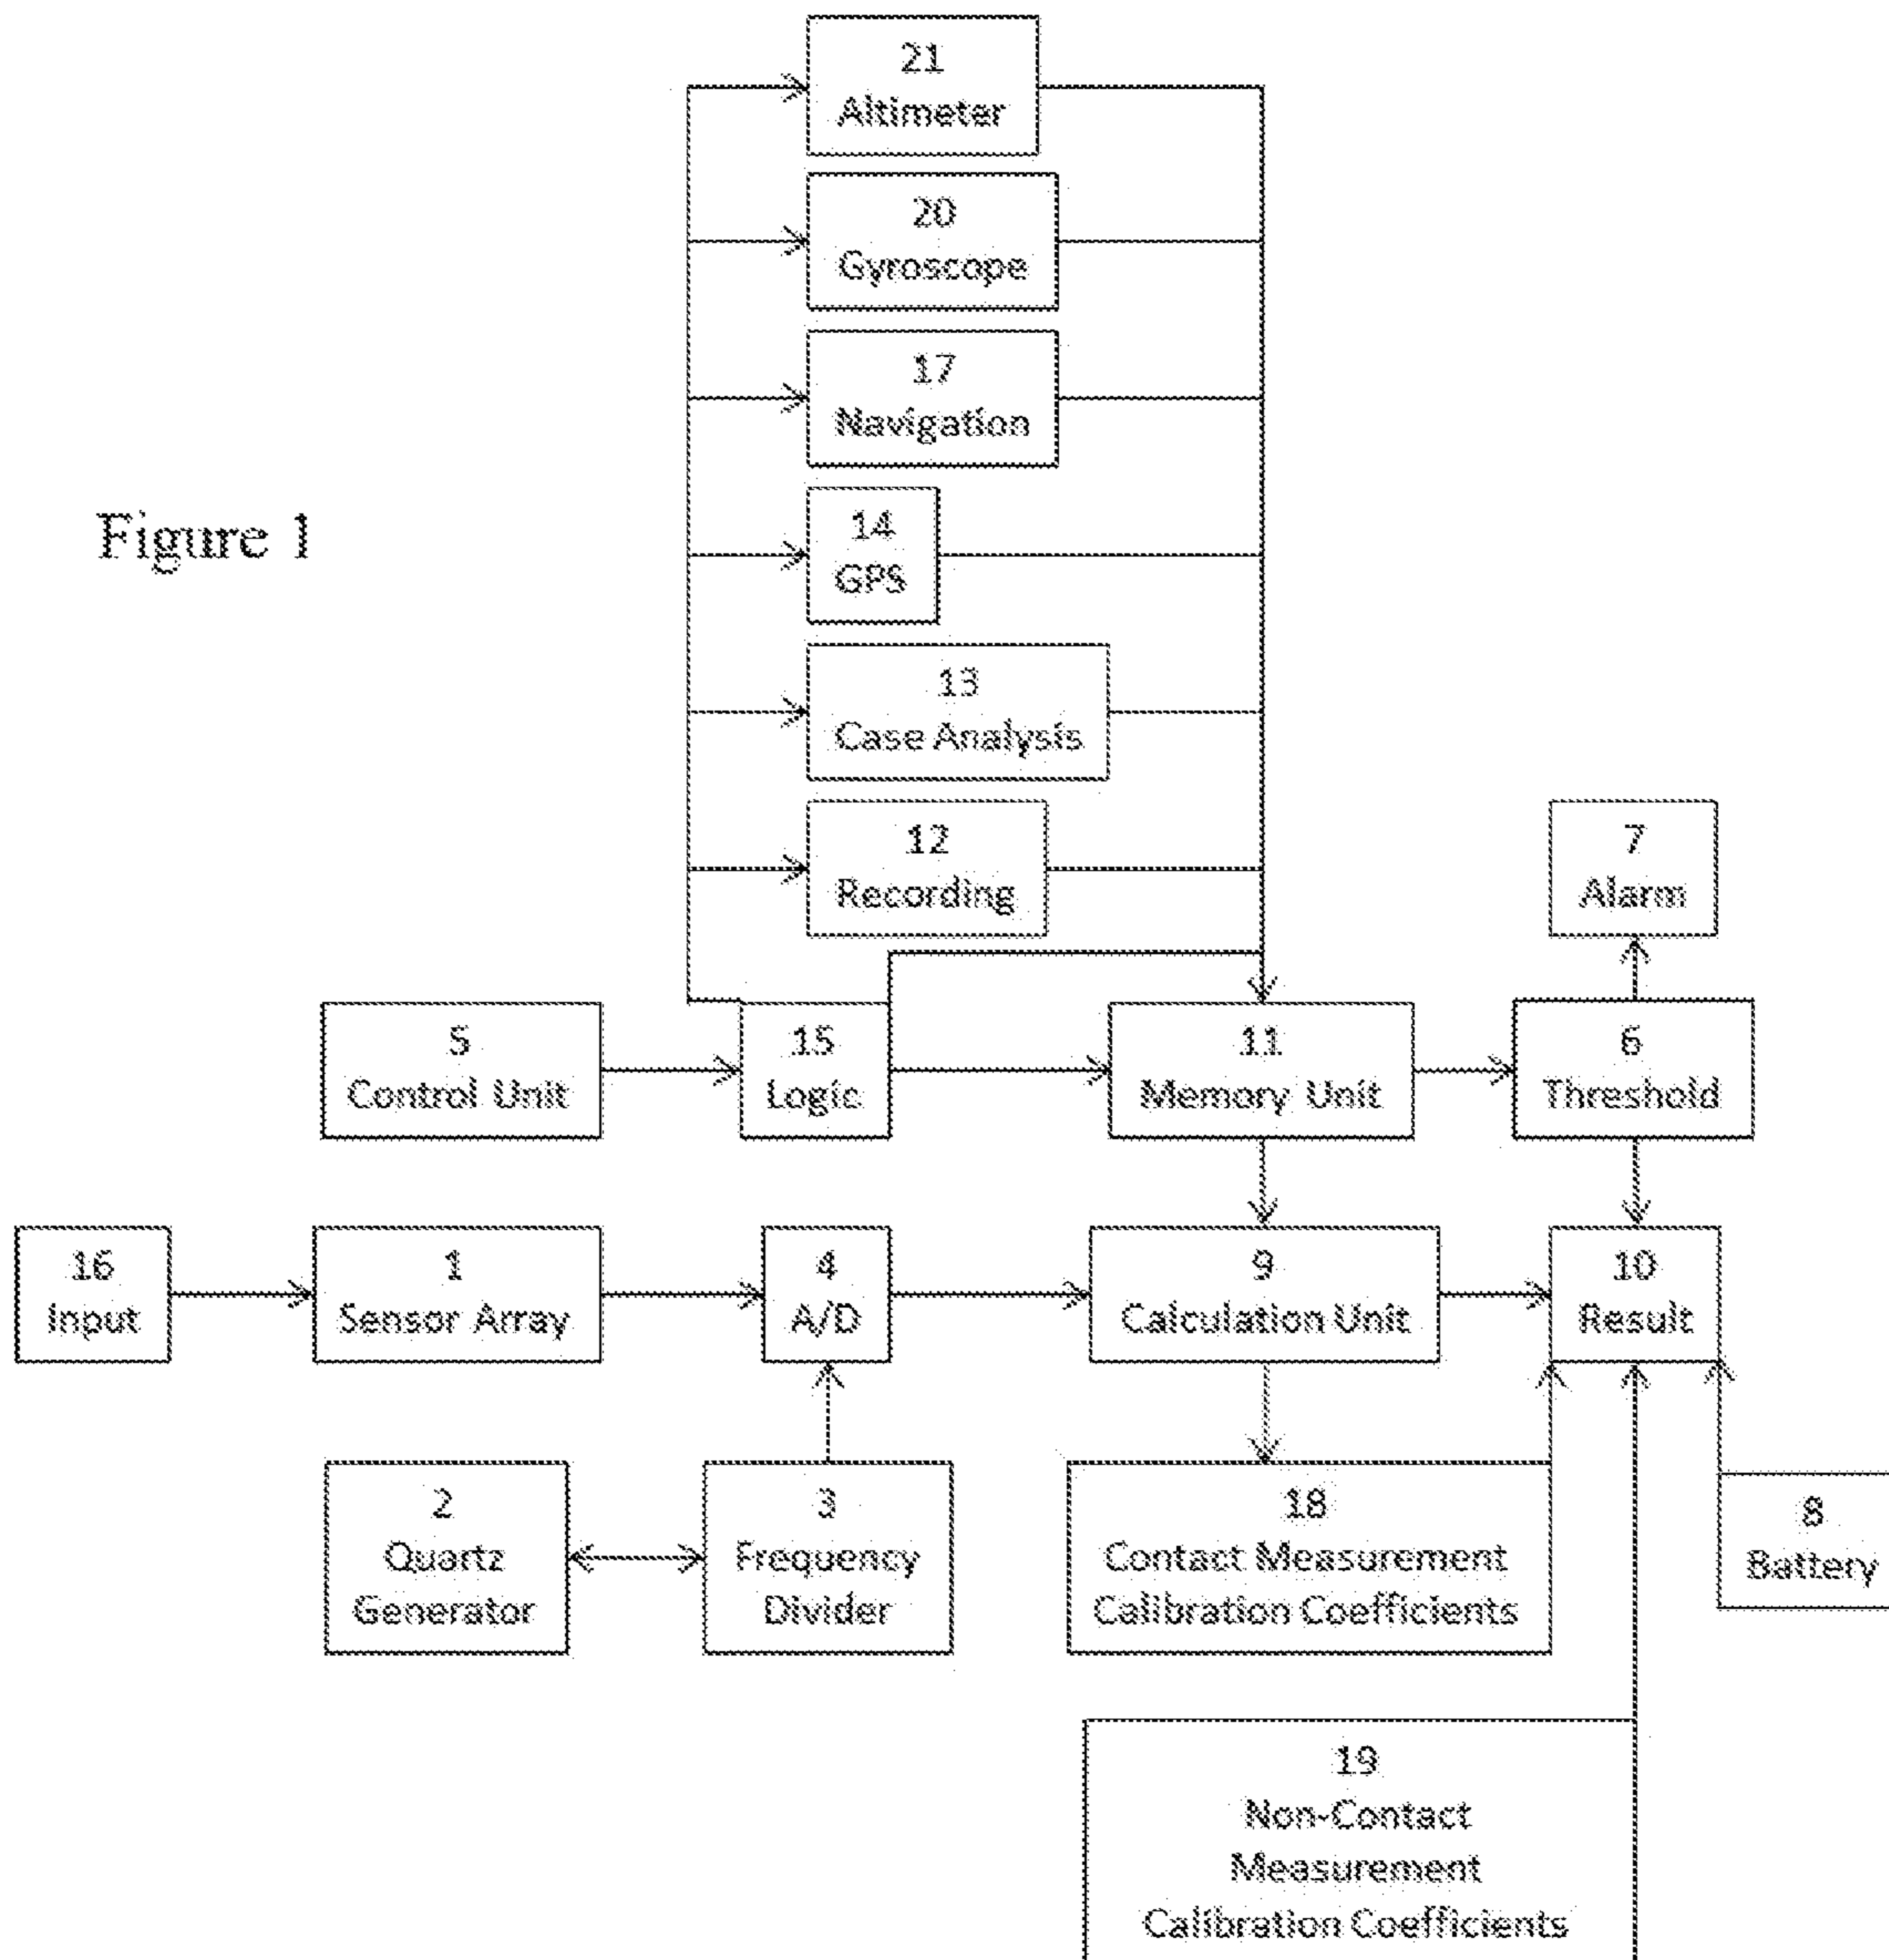 21
Altimeter
20
Gyroscope
17
Navigation
Figure 1
14
GPS
13
Case Analysis
12
Recording
7
Alarm
5
Control Unit
15
Logic
11
Memory Unit
6
Threshold
16
Input
1
Sensor Array
4
A/D
9
Calculation Unit
10
Result
2
Quartz
Generator
3
Frequency
Divider
18
Contact Measurement
Calibration Coefficients
8
Battery
19
Non-Contact
Measurement
Calibration Coefficients